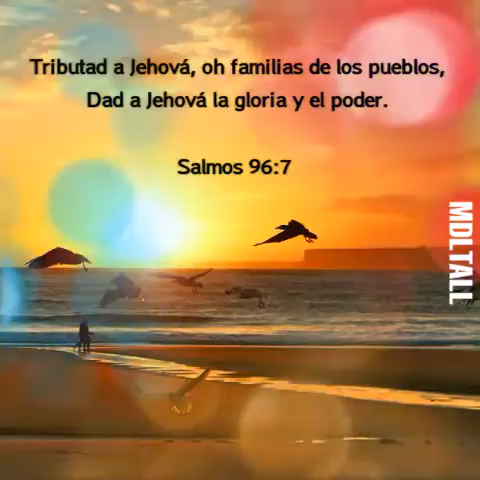 Tributad a Jehová, oh familias de los pueblos,
Dad a Jehová la gloria y el poder.
Salmos 96:7
MDLTALL